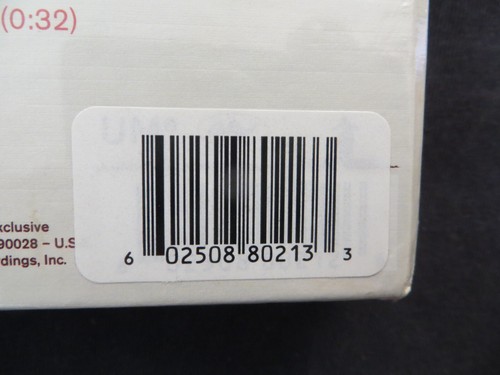 (0:32)
xclusive
90028 – U.S
dings, Inc.
6 02508 80213 3